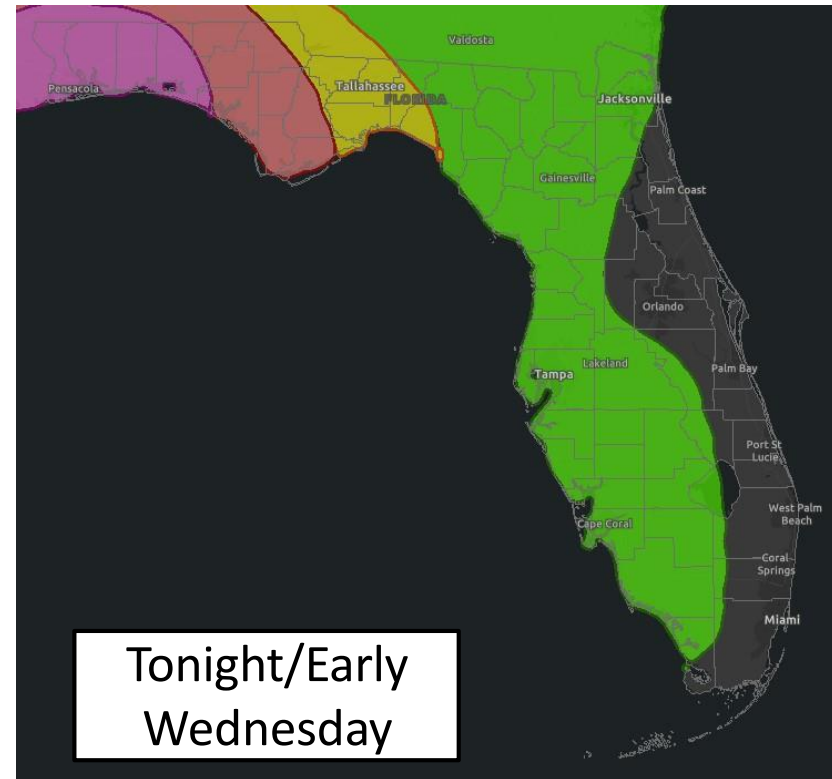 Valdosta
Pensacola
Tallahassee
FLORIDA
Jacksonville
Gainesville
Palm Coast
Orlando
Lakeland
Palm Bay
Tampa
Port St
Lucie
West Palm
Beach
Cape Coral
Coral
Springs
Miami
Tonight/Early
Wednesday